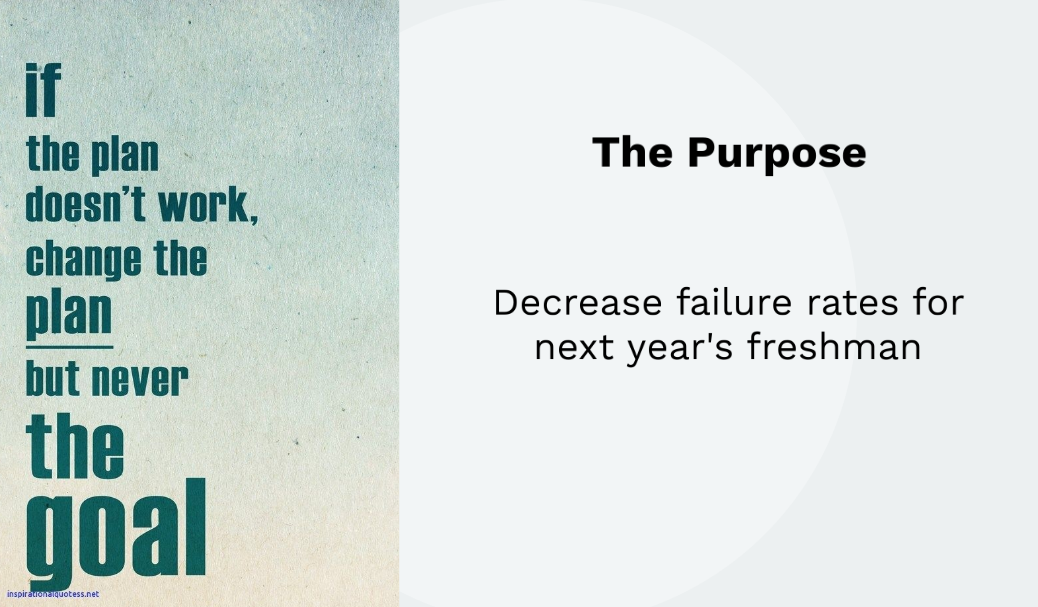 if
the plan
doesn't work,
change the
plan
but never
the
goal
inspirationalquotess.net
The Purpose
Decrease failure rates for
next year's freshman